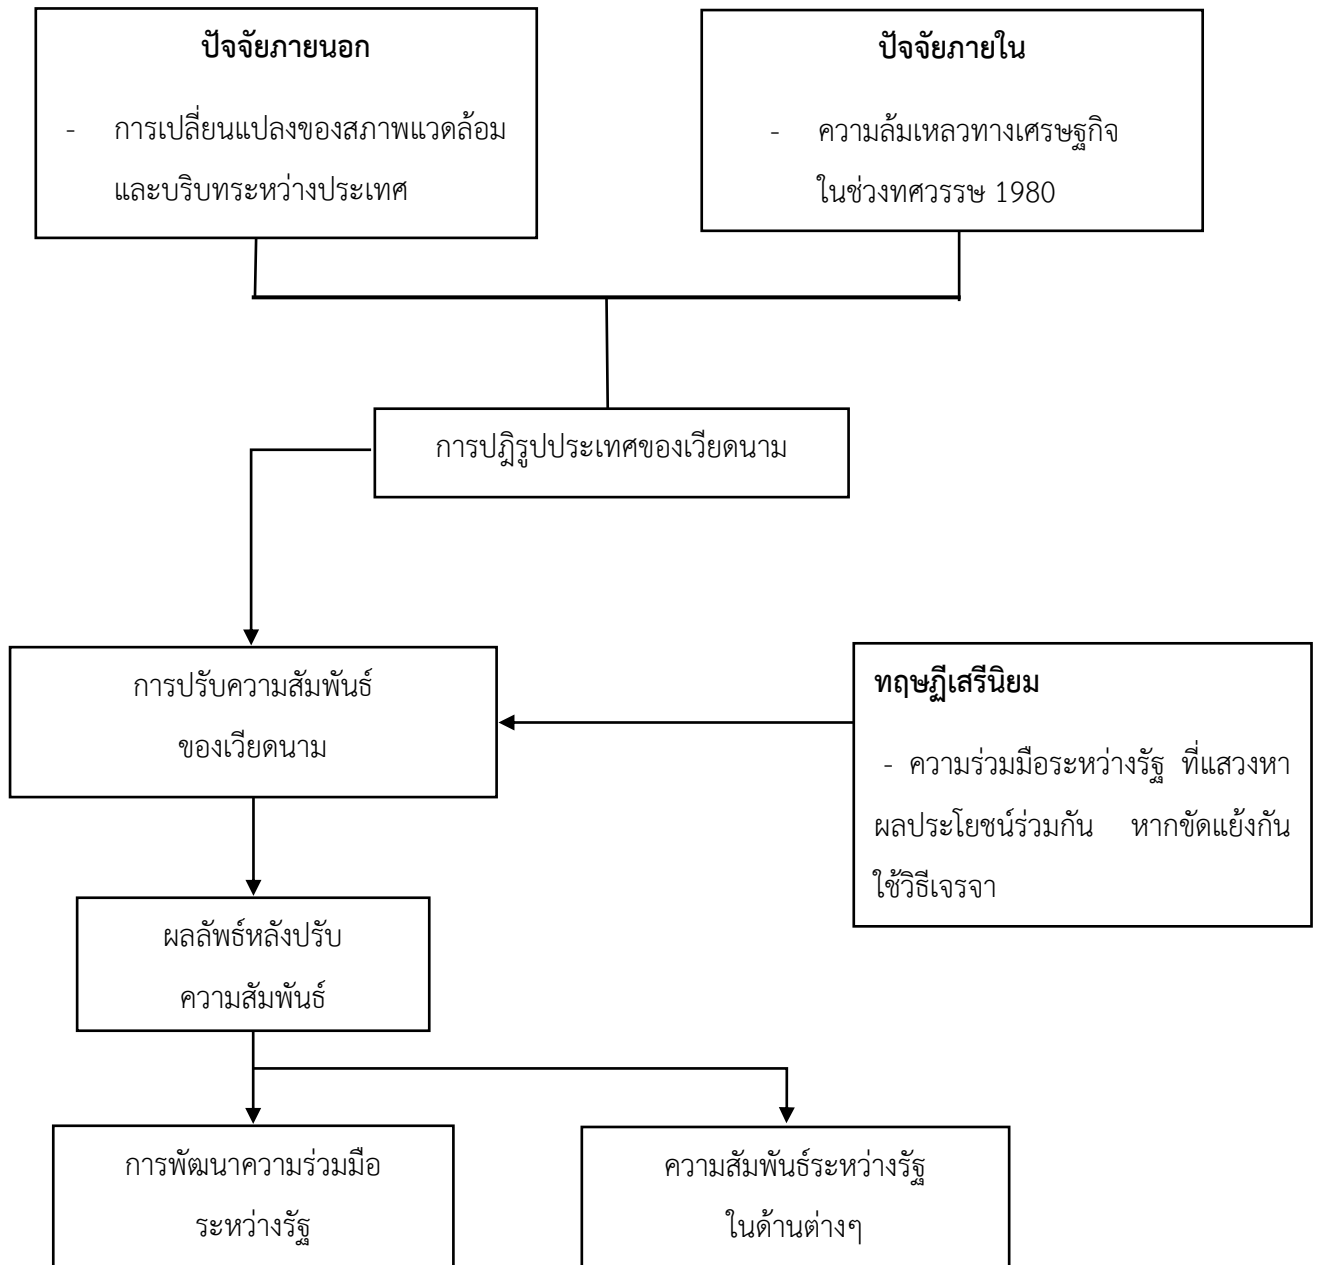 ปัจจัยภายนอก
- การเปลี่ยนแปลงของสภาพแวดล้อม
และบริบทระหว่างประเทศ
ปัจจัยภายใน
- ความล้มเหลวทางเศรษฐกิจ
ในช่วงทศวรรษ 1980
การปฎิรูปประเทศของเวียดนาม
การปรับความสัมพันธ์
ของเวียดนาม
ทฤษฎีเสรีนิยม
- ความร่วมมือระหว่างรัฐ ที่แสวงหา
ผลประโยชน์ร่วมกัน หากขัดแย้งกัน
ใช้วิธีเจรจา
ผลลัพธ์หลังปรับ
ความสัมพันธ์
การพัฒนาความร่วมมือ
ระหว่างรัฐ
ความสัมพันธ์ระหว่างรัฐ
ในด้านต่างๆ